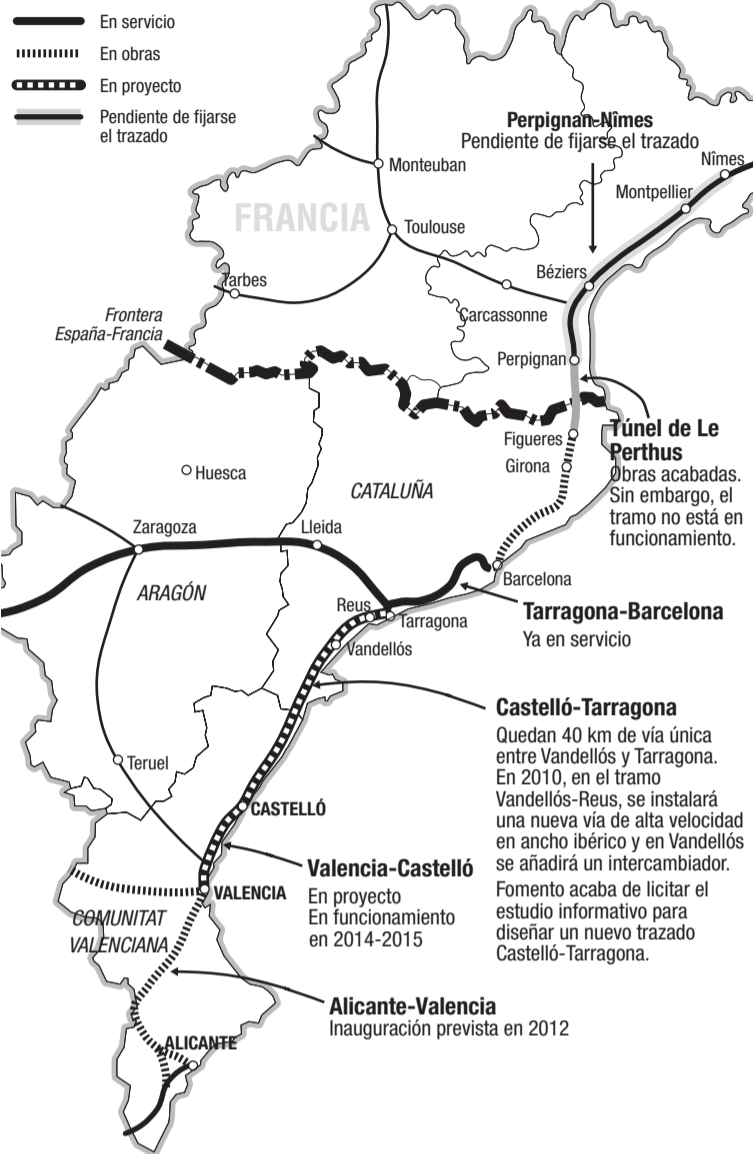 En servicio
En obras
En proyecto
Pendiente de fijarse
el trazado
Perpignan-Nîmes
Pendiente de fijarse el trazado
Nîmes
Monteuban
Montpellier
FRANCIA
Toulouse
Tarbes
Béziers
Frontera
España-Francia
Carcassonne
Perpignan
Figueres
Girona
Túnel de Le
Perthus
Obras acabadas.
Sin embargo, el
tramo no está en
funcionamiento.
Huesca
CATALUÑA
Zaragoza
Lleida
Barcelona
ARAGÓN
Reus
Tarragona
Tarragona-Barcelona
Ya en servicio
Vandellós
Castelló-Tarragona
Quedan 40 km de vía única
entre Vandellós y Tarragona.
En 2010, en el tramo
Vandellós-Reus, se instalará
una nueva vía de alta velocidad
en ancho ibérico y en Vandellós
se añadirá un intercambiador.
Fomento acaba de licitar el
estudio informativo para
diseñar un nuevo trazado
Castelló-Tarragona.
Teruel
CASTELLÓ
Valencia-Castelló
En proyecto
En funcionamiento
en 2014-2015
VALENCIA
COMUNITAT
VALENCIANA
Alicante-Valencia
Inauguración prevista en 2012
ALICANTE